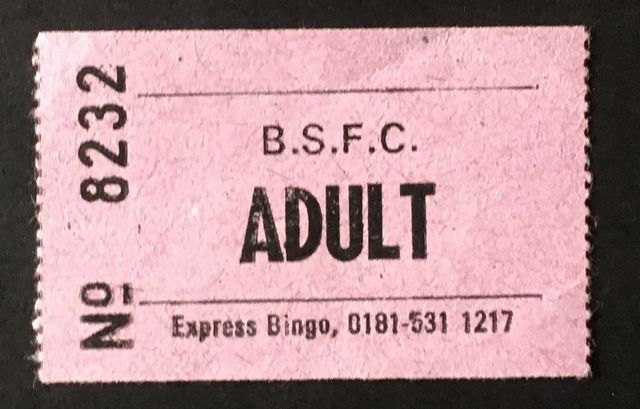 Nº 8232
B.S.F.C.
ADULT
Express Bingo, 0181-531 1217